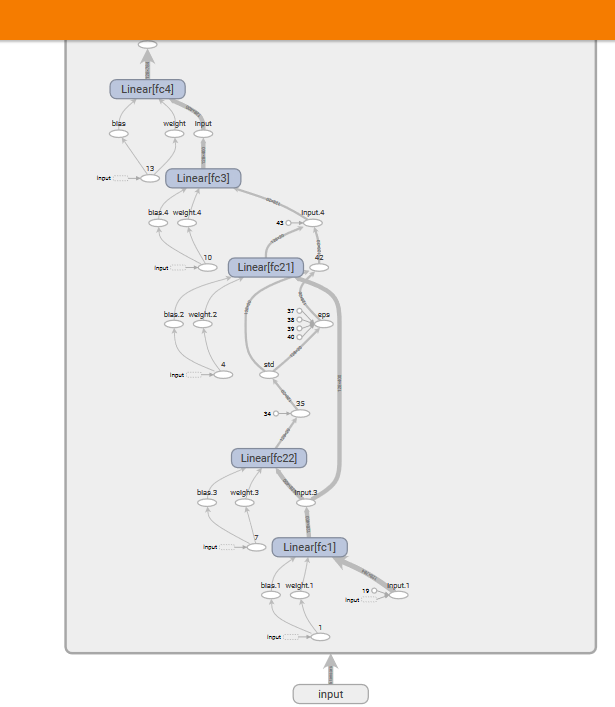 Linear[fc4]
bias weight input
13
input
Linear[fc3]
bias.4 weight.4 input.4
43
10
input
Linear[fc21] 42
bias.2 weight.2
37
38
39
40
eps
4
input
std
35
34
Linear[fc22]
bias.3 weight.3 input.3
7
input
Linear[fc1]
bias.1 weight.1 input.1
19
input
1
input
input